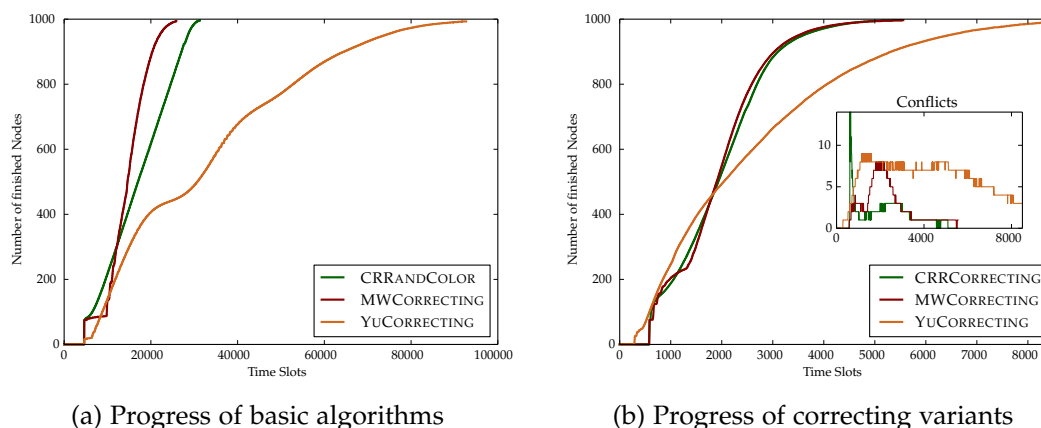 1000
800
600
400
200
0
Number of finished Nodes
0 20000 40000 60000 80000 100000
Time Slots
CRRANDCOLOR
MWCORRECTING
YUCORRECTING
(a) Progress of basic algorithms
1000
800
600
400
200
0
Number of finished Nodes
0 1000 2000 3000 4000 5000 6000 7000 8000
Time Slots
Conflicts
10
5
0
0 4000 8000
CRRCORRECTING
MWCORRECTING
YUCORRECTING
(b) Progress of correcting variants